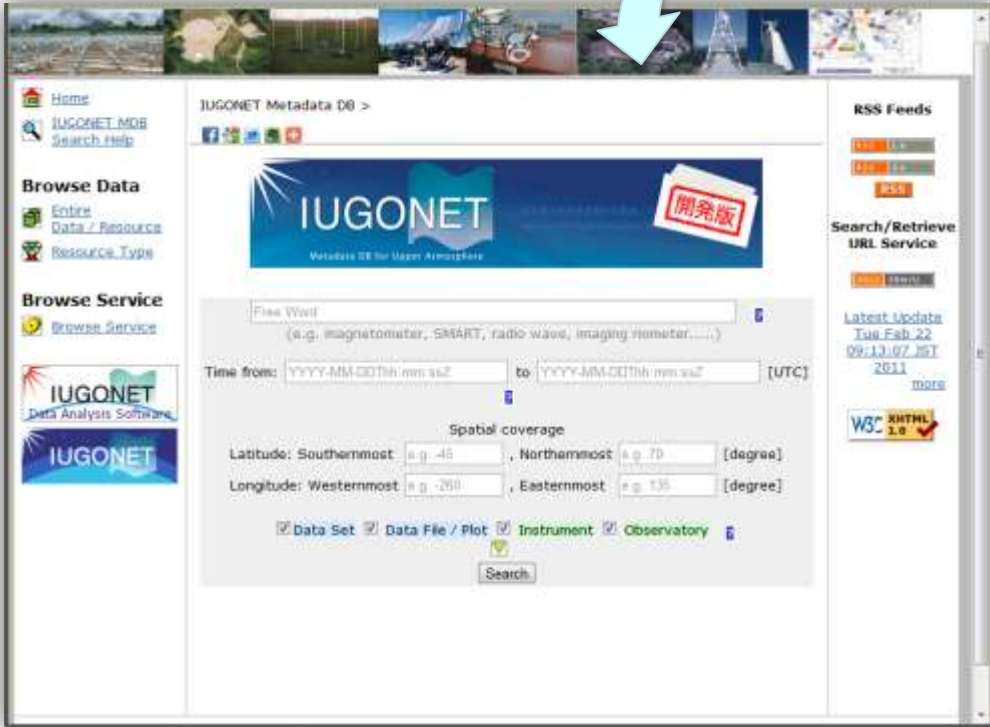 Home
IUGONET MDB
Search Help
Browse Data
Entire
Data / Resource
Resource Type
Browse Service
Browse Service
IUGONET
Data Analysis Software
IUGONET
IUGONET Metadata DB >
IUGONET
Metadata DB for Upper Atmosphere
開発版
Free Word
(e.g. magnetometer, SMART, radio wave, imaging riometer......)
Time from: YYYY-MM-DDThh:mm:ssZ to YYYY-MM-DDThh:mm:ssZ [UTC]
Spatial coverage
Latitude: Southernmost e.g. -45 , Northernmost e.g. 70 [degree]
Longitude: Westernmost e.g. -260 , Easternmost e.g. 135 [degree]
Data Set Data File / Plot Instrument Observatory
Search
RSS Feeds
RSS
Search/Retrieve
URL Service
Latest Update
Tue Feb 22
09:13:07 JST
2011
more
W3C XHTML
1.0